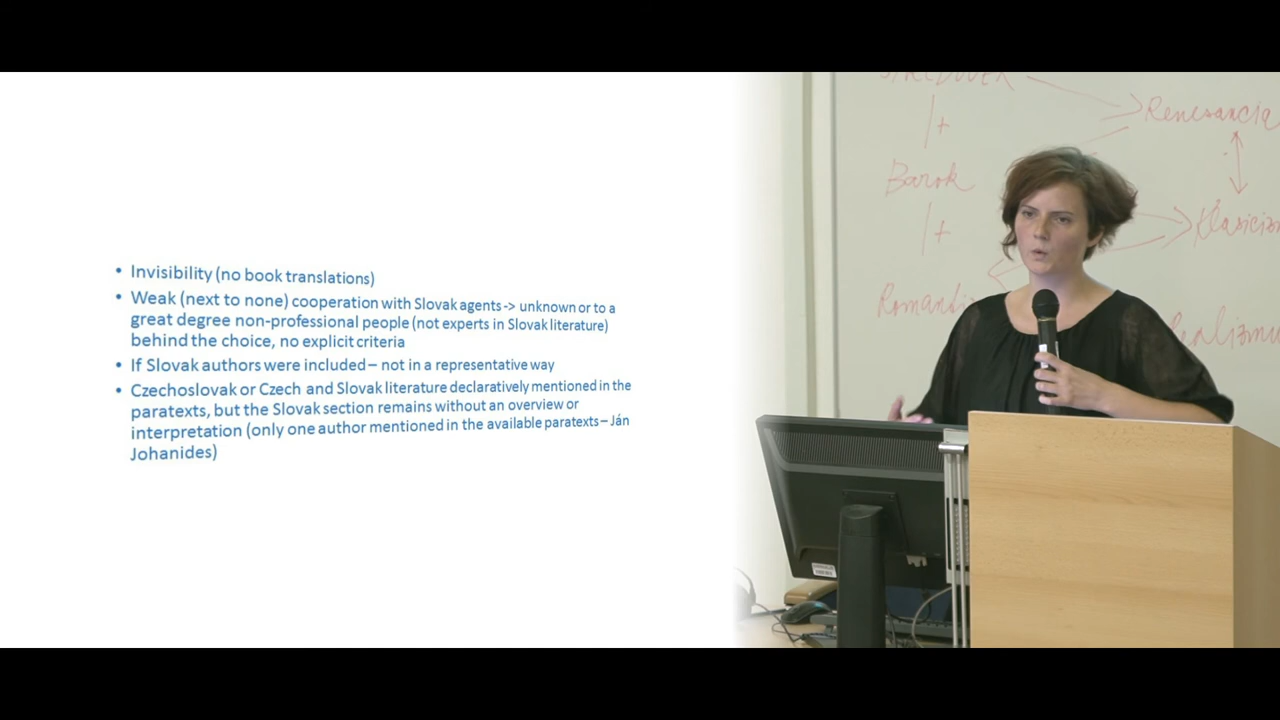 • Invisibility (no book translations)
• Weak (next to none) cooperation with Slovak agents -> unknown or to a
great degree non-professional people (not experts in Slovak literature)
behind the choice, no explicit criteria
• If Slovak authors were included – not in a representative way
• Czechoslovak or Czech and Slovak literature declaratively mentioned in the
paratexts, but the Slovak section remains without an overview or
interpretation (only one author mentioned in the available paratexts – Ján
Johanides)
Renesancia
+
Barok
+